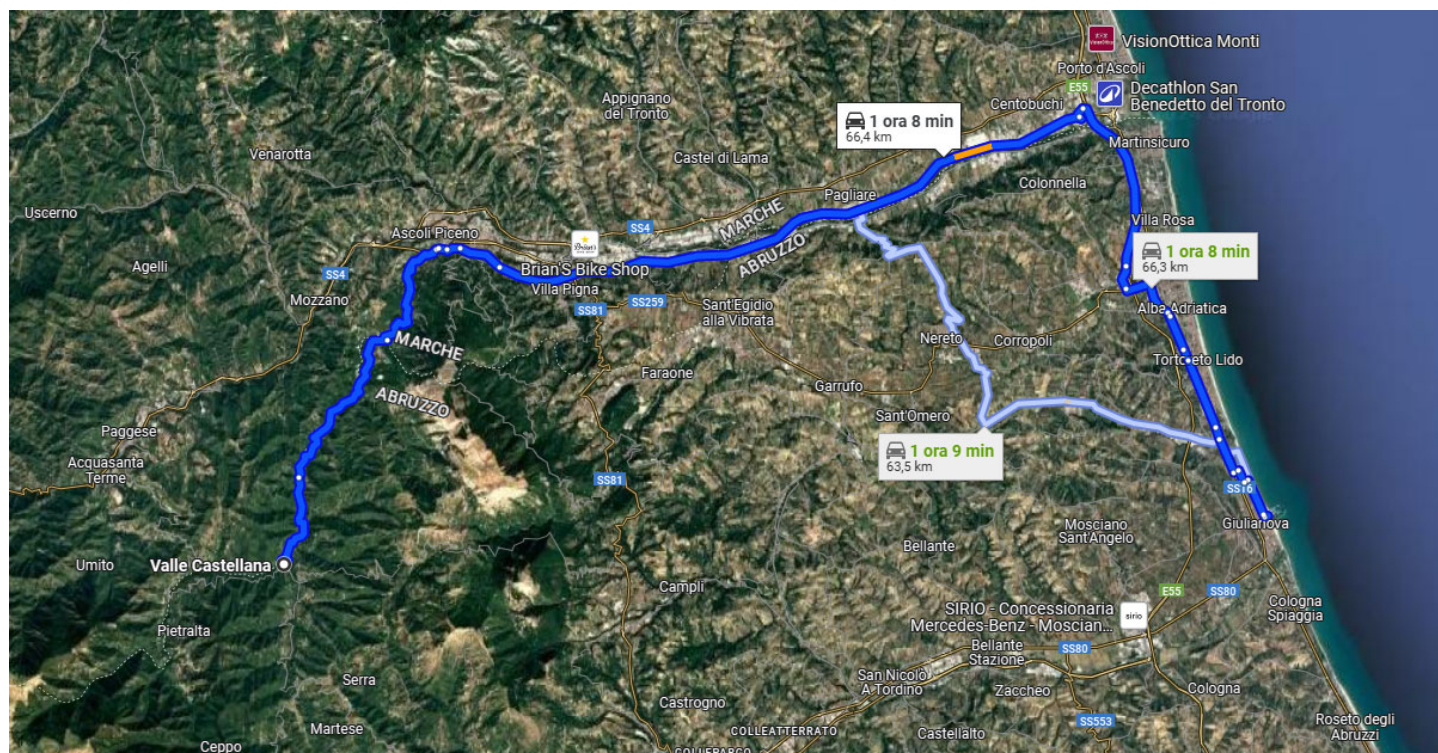 VisionOttica Monti
Porto d'Ascoli
E55
Decathlon San
Benedetto del Tronto
Centobuchi
Appignano
del Tronto
1 ora 8 min
66,4 km
Martinsicuro
Venarotta
Castel di Lama
Colonnella
Pagliare
Uscerno
MARCHE
ABRUZZO
Villa Rosa
SS4
Ascoli Piceno
Brian's
1 ora 8 min
66,3 km
Agelli
SS4
Brian'S Bike Shop
Villa Pigna
Mozzano
SS259
SS81
Sant'Egidio
alla Vibrata
Alba Adriatica
MARCHE
Nereto
Corropoli
Tortoreto Lido
ABRUZZO
Faraone
Garrufo
Sant'Omero
Paggese
1 ora 9 min
63,5 km
Acquasanta
Terme
SS81
SS16
Giulianova
Mosciano
Sant'Angelo
Umito
Valle Castellana
Bellante
Campli
E55
SS80
Cologna
Spiaggia
SIRIO - Concessionaria
Mercedes-Benz - Moscian...
sirio
Pietralta
SS80
Bellante
Stazione
Serra
San Nicolò
A Tordino
Zaccheo
Cologna
Castrogno
SS553
Martese
COLLEATTERRATO
Castellalto
Roseto degli
Abruzzi
Ceppo
COLLEPARCO